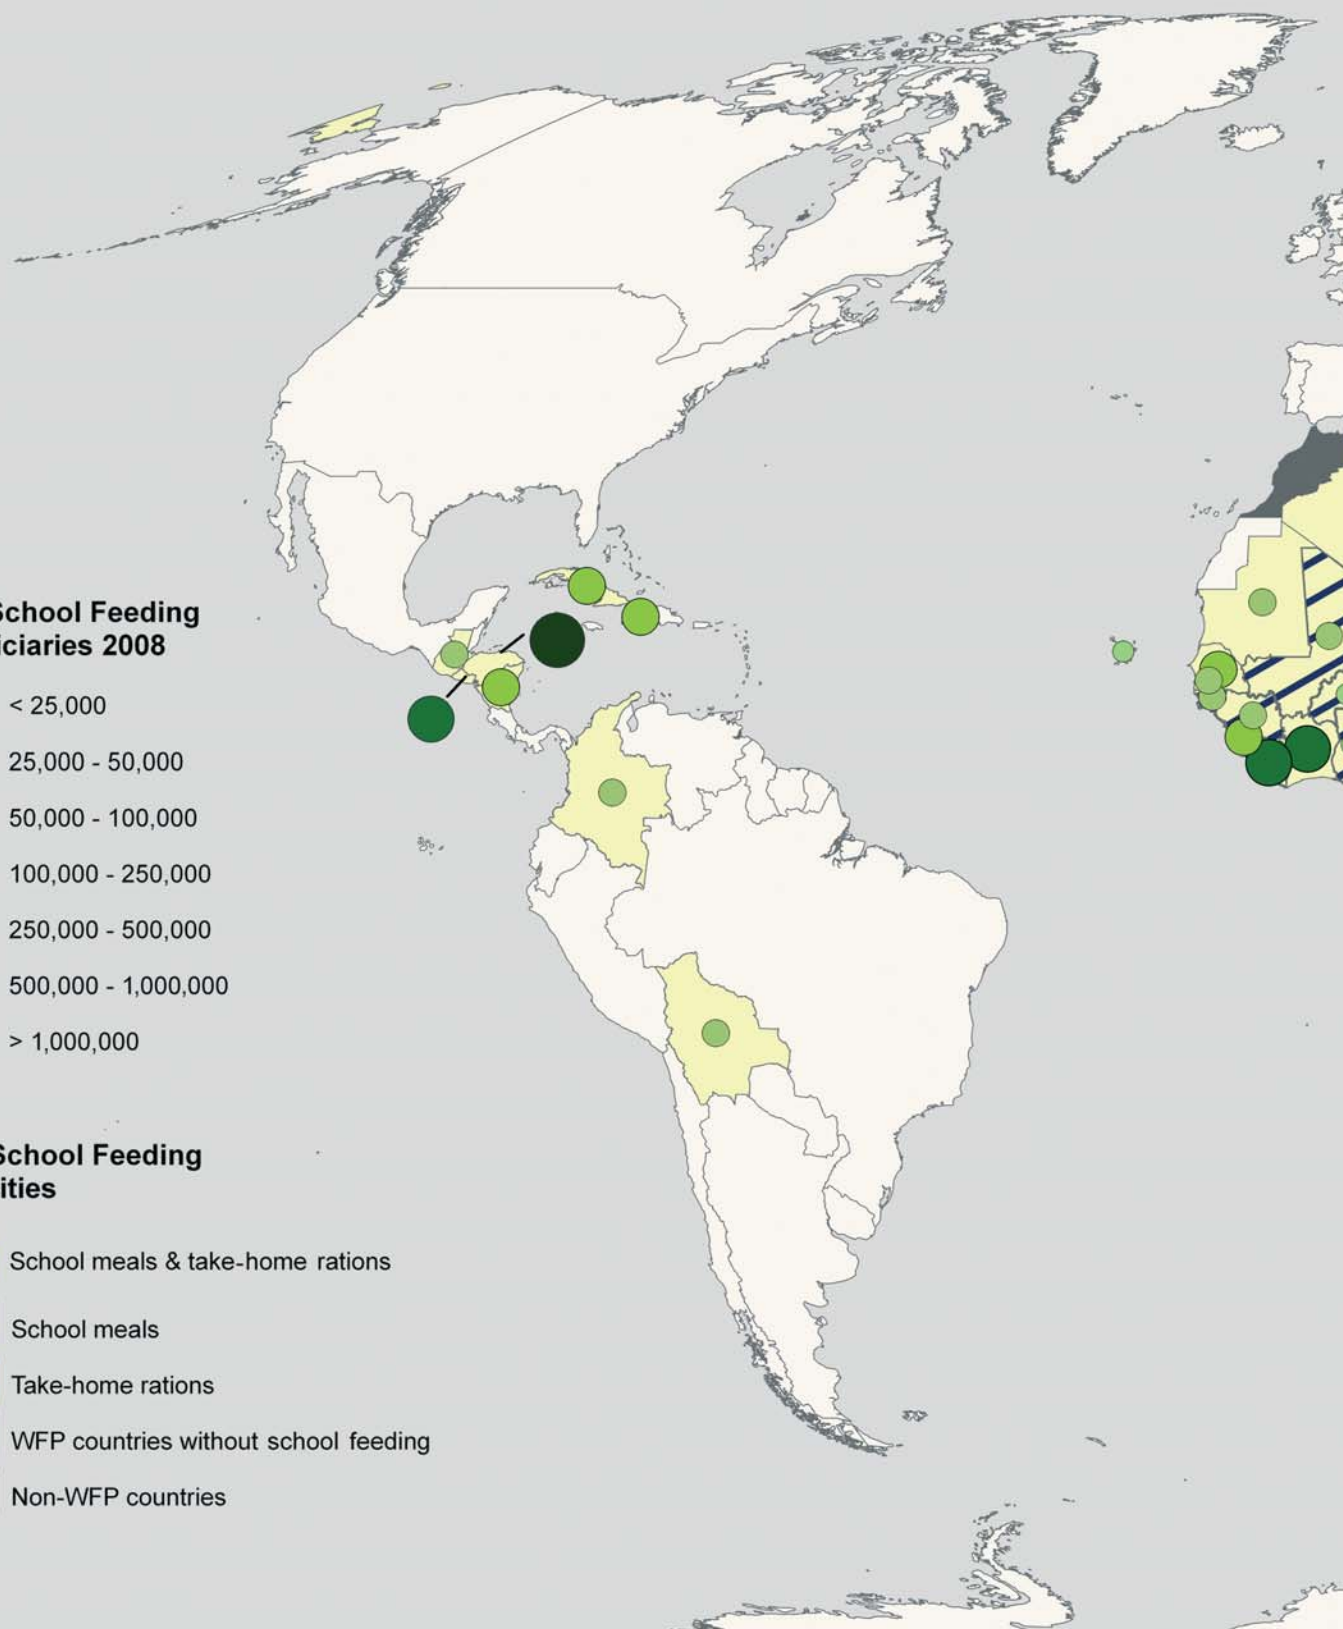 School Feeding
iciaries 2008
< 25,000
25,000 - 50,000
50,000 - 100,000
100,000 - 250,000
250,000 - 500,000
500,000 - 1,000,000
> 1,000,000
School Feeding
ities
School meals & take-home rations
School meals
Take-home rations
WFP countries without school feeding
Non-WFP countries